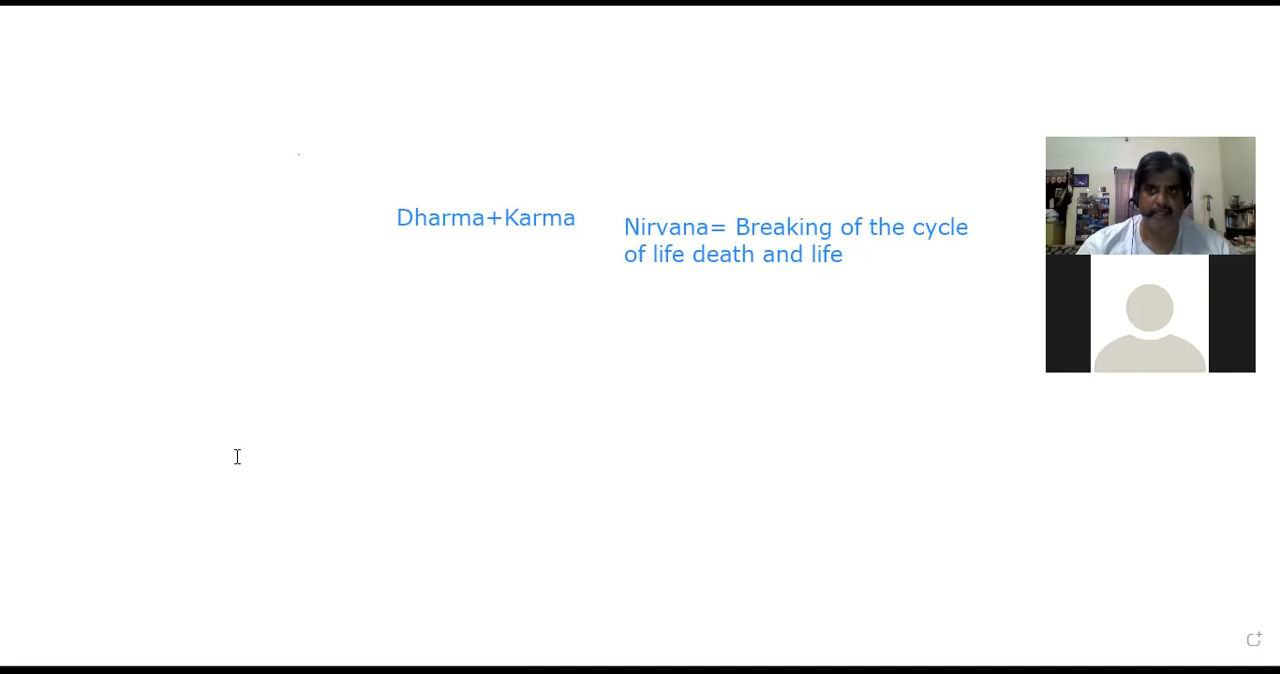 Dharma+Karma
Nirvana= Breaking of the cycle
of life death and life